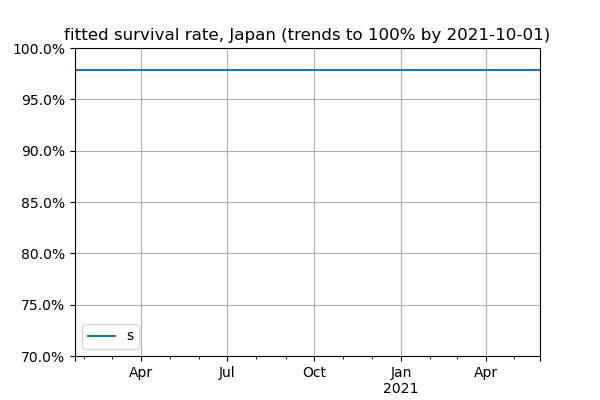 fitted survival rate, Japan (trends to 100% by 2021-10-01)
100.0%
95.0%
90.0%
85.0%
80.0%
75.0%
70.0%
s
Apr Jul Oct Jan Apr
2021